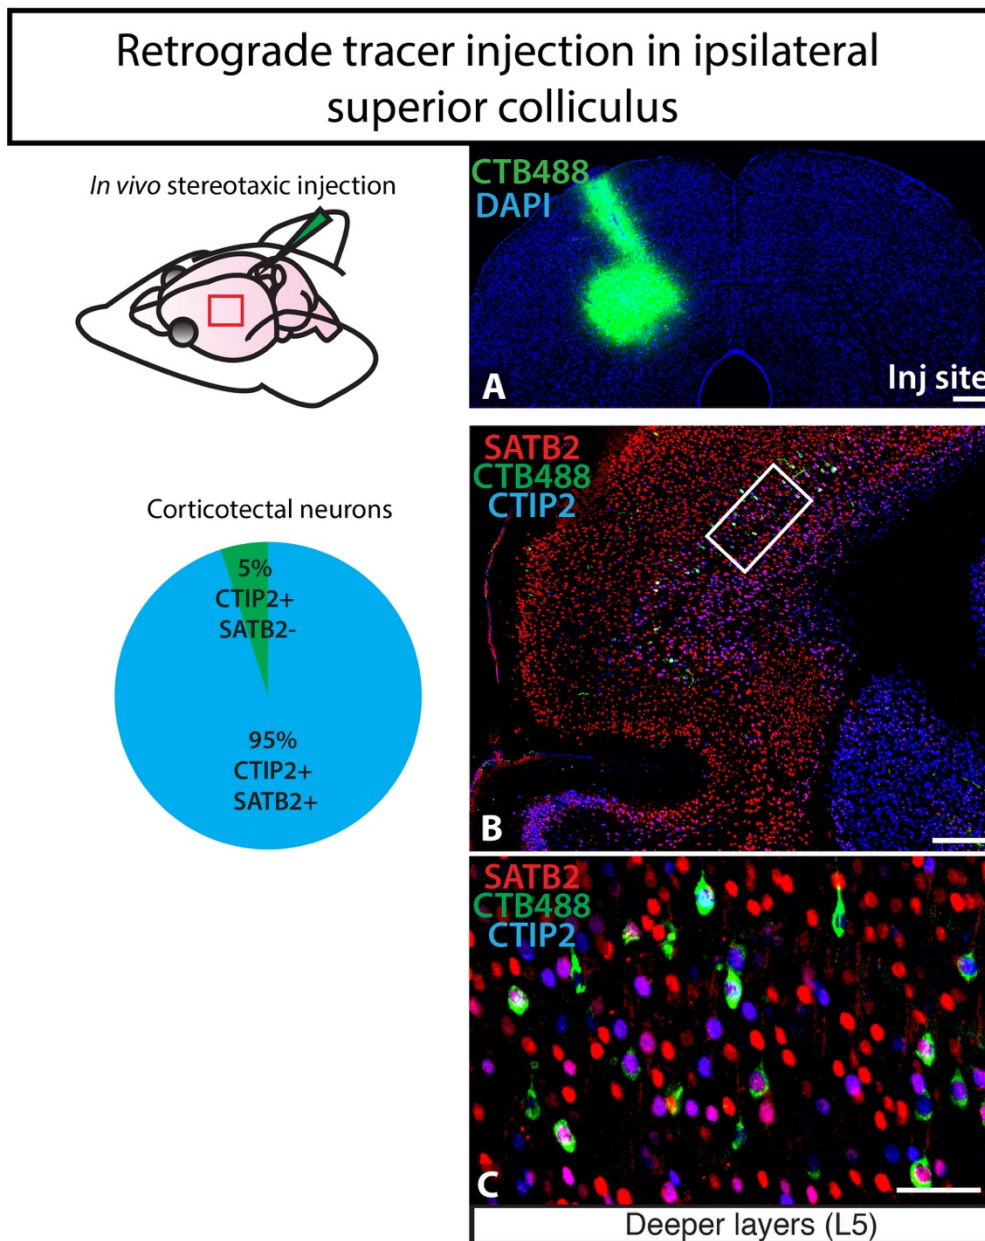 Retrograde tracer injection in ipsilateral
superior colliculus
In vivo stereotaxic injection
CTB488
DAPI
A
Inj site
Corticotectal neurons
5%
CTIP2+
SATB2-
95%
CTIP2+
SATB2+
SATB2
CTB488
CTIP2
B
SATB2
CTB488
CTIP2
C
Deeper layers (L5)